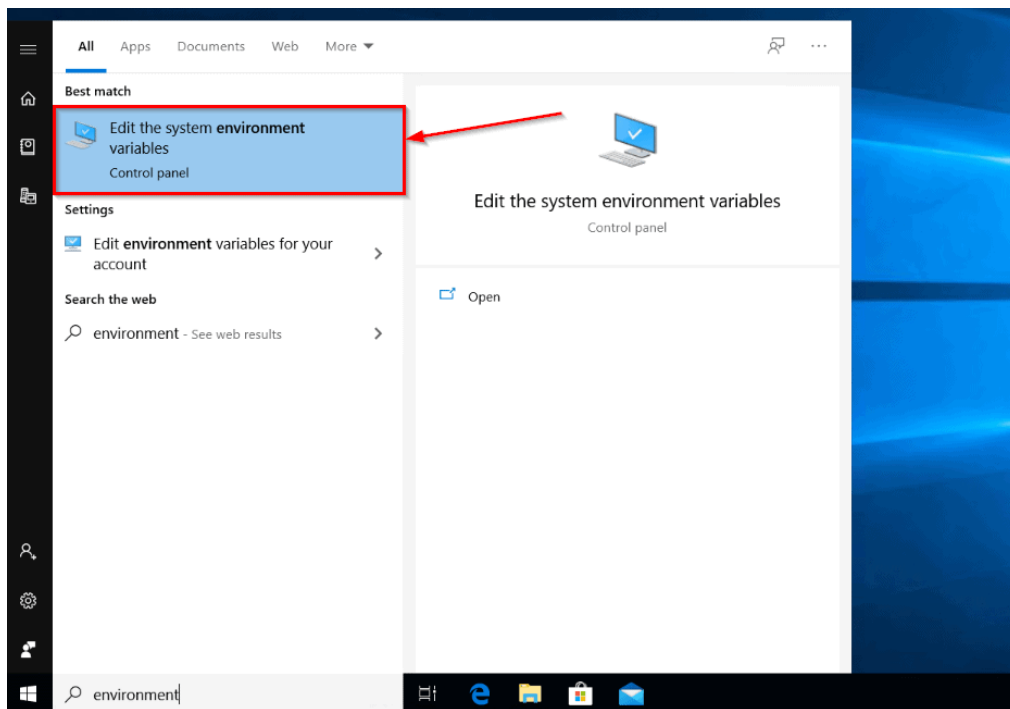 All Apps Documents Web More
Best match
Edit the system environment
variables
Control panel
Settings
Edit environment variables for your
account
Search the web
environment - See web results
Edit the system environment variables
Control panel
Open
environment